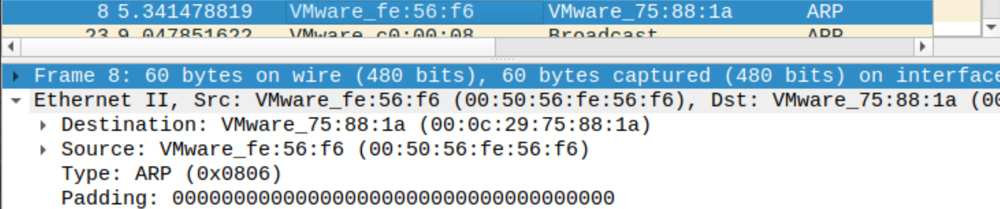 8 5.341478819 VMware_fe:56:f6 VMware_75:88:1a ARP
23 9.047851622 VMware_c0:00:08 Broadcast ARP
Frame 8: 60 bytes on wire (480 bits), 60 bytes captured (480 bits) on interface
Ethernet II, Src: VMware_fe:56:f6 (00:50:56:fe:56:f6), Dst: VMware_75:88:1a (00
Destination: VMware_75:88:1a (00:0c:29:75:88:1a)
Source: VMware_fe:56:f6 (00:50:56:fe:56:f6)
Type: ARP (0x0806)
Padding: 000000000000000000000000000000000000